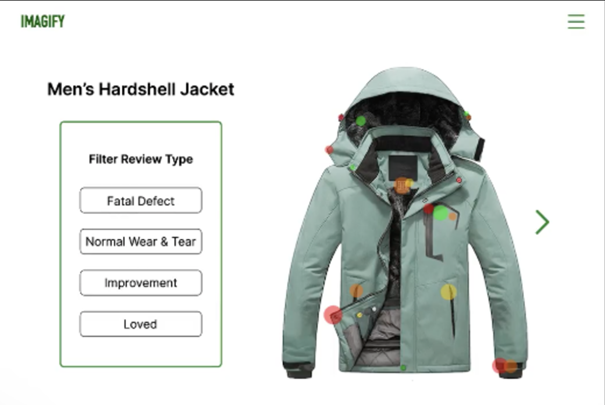 IMAGIFY
Men's Hardshell Jacket
Filter Review Type
Fatal Defect
Normal Wear & Tear
Improvement
Loved